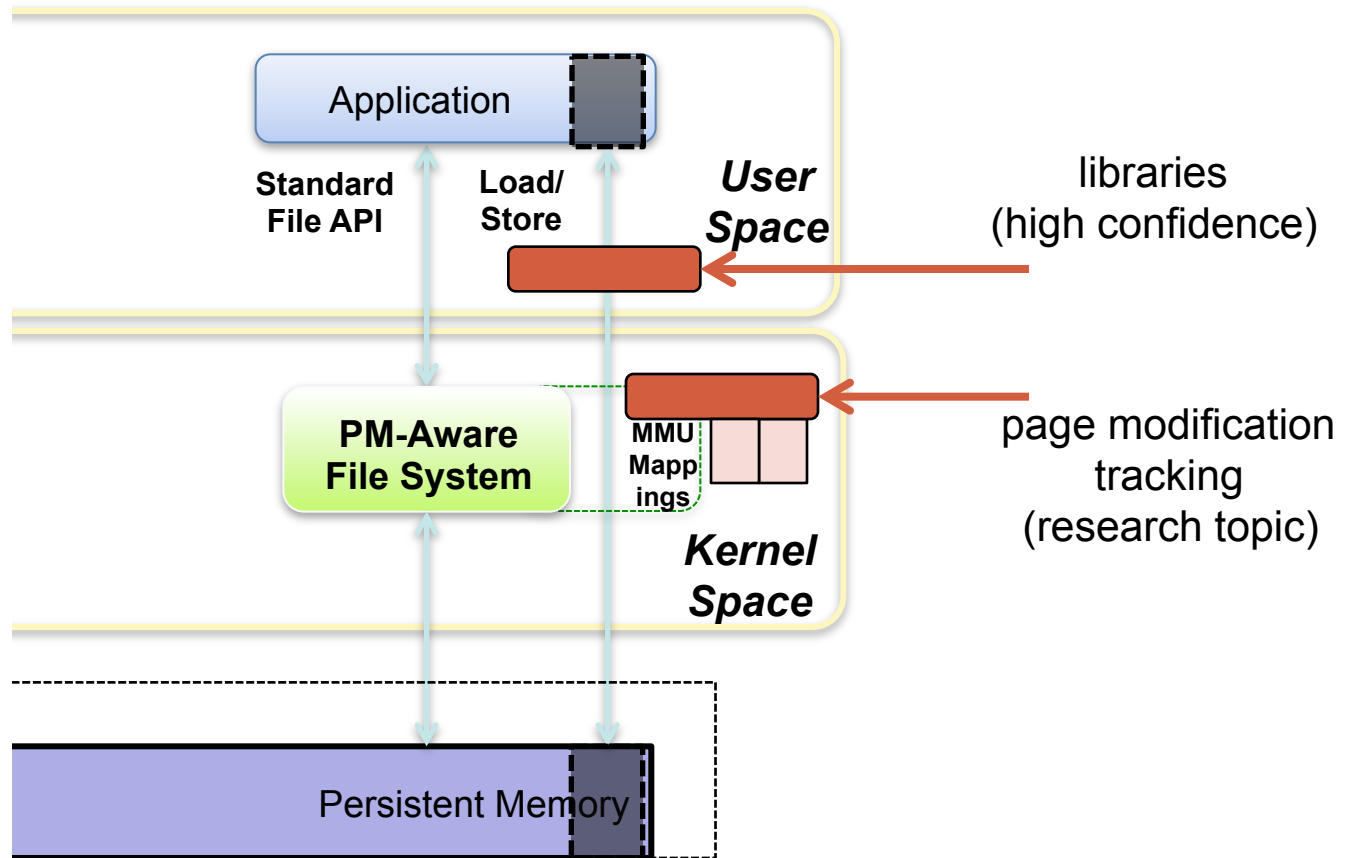 Application
Standard
File API
Load/
Store
User
Space
libraries
(high confidence)
PM-Aware
File System
MMU
Mapp
ings
page modification
tracking
(research topic)
Kernel
Space
Persistent Memory